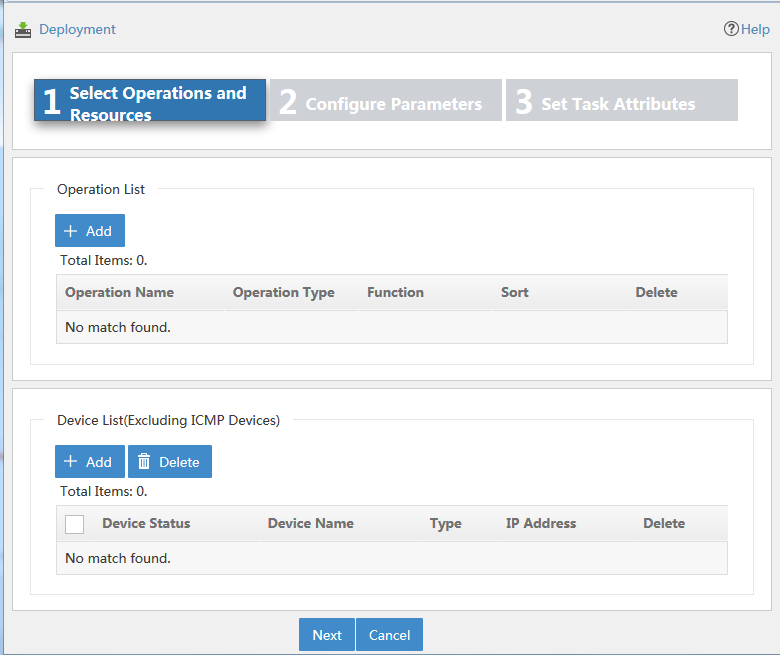 Deployment
Help
1 Select Operations and
Resources
2 Configure Parameters
3 Set Task Attributes
Operation List
Add
Total Items: 0.
Operation Name Operation Type Function Sort Delete
No match found.
Device List(Excluding ICMP Devices)
Add Delete
Total Items: 0.
Device Status Device Name Type IP Address Delete
No match found.
Next Cancel